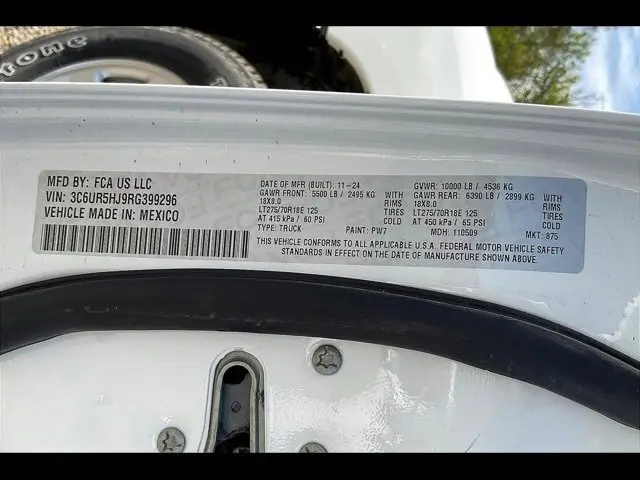 stone
MFD BY: FCA US LLC
VIN: 3C6UR5HJ9RG399296
VEHICLE MADE IN: MEXICO
DATE OF MFR (BUILT): 11-24
GAWR FRONT: 5500 LB / 2495 KG WITH
18X8.0 RIMS
LT275/70R18E 125 TIRES
AT 415 kPa / 60 PSI COLD
TYPE: TRUCK PAINT: PW7
GVWR: 10000 LB / 4536 KG
GAWR REAR: 6390 LB / 2899 KG WITH
18X8.0 RIMS
LT275/70R18E 125 TIRES
AT 450 kPa / 65 PSI COLD
MDH: 110509 MKT: 875
THIS VEHICLE CONFORMS TO ALL APPLICABLE U.S.A. FEDERAL MOTOR VEHICLE SAFETY
STANDARDS IN EFFECT ON THE DATE OF MANUFACTURE SHOWN ABOVE.